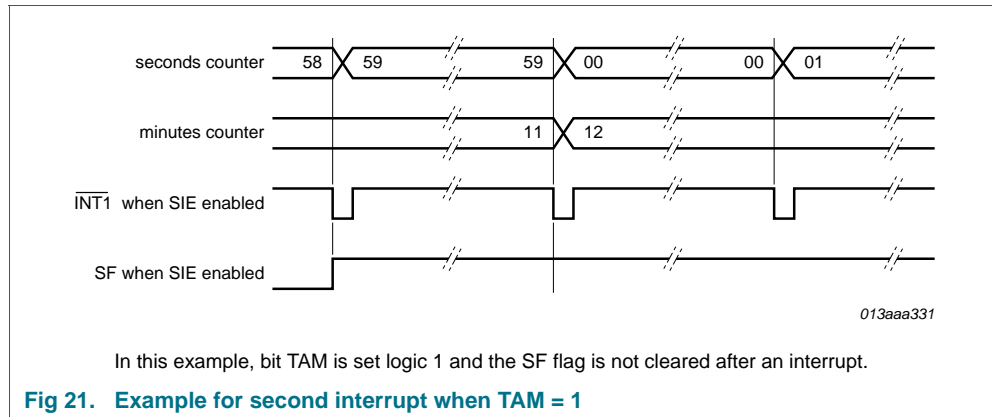 seconds counter 58 59 59 00 00 01
minutes counter 11 12
INT1 when SIE enabled
SF when SIE enabled
013aaa331
In this example, bit TAM is set logic 1 and the SF flag is not cleared after an interrupt.
Fig 21. Example for second interrupt when TAM = 1